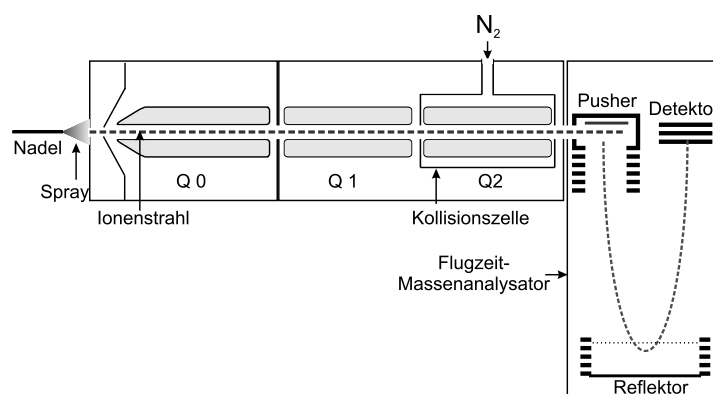 N2
Pusher
Detekto
Nadel
Spray
Q 0
Q 1
Q2
Ionenstrahl
Kollisionszelle
Flugzeit-
Massenanalysator
Reflektor